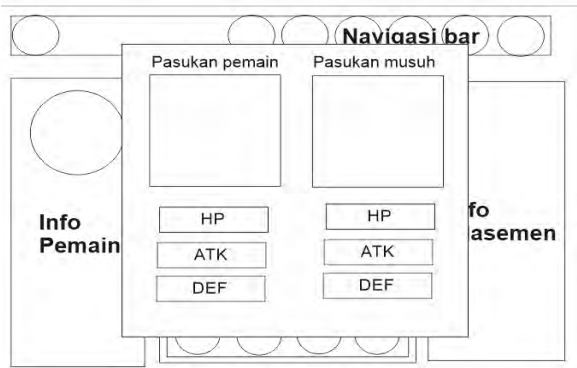 Navigasi bar
Pasukan pemain
Pasukan musuh
HP
HP
Info
Pemain
fo
asemen
ATK
ATK
DEF
DEF